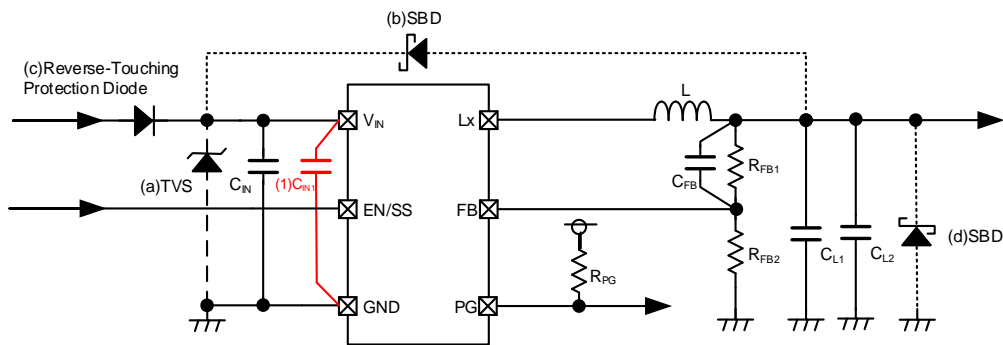 (b)SBD
(c)Reverse-Touching
Protection Diode
L
VIN
Lx
(a)TVS
CIN
(1)CIN1
CFB
RFB1
EN/SS
FB
RPG
RFB2
CL1
CL2
(d)SBD
GND
PG